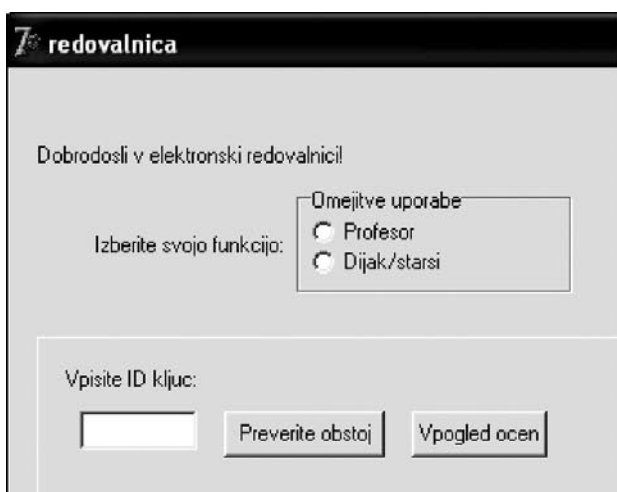 redovalnica
Dobrodosli v elektronski redovalnici!
Omejitve uporabe
Izberite svojo funkcijo:
Profesor
Dijak/starsi
Vpisite ID kljuc:
Preverite obstoj
Vpogled ocen